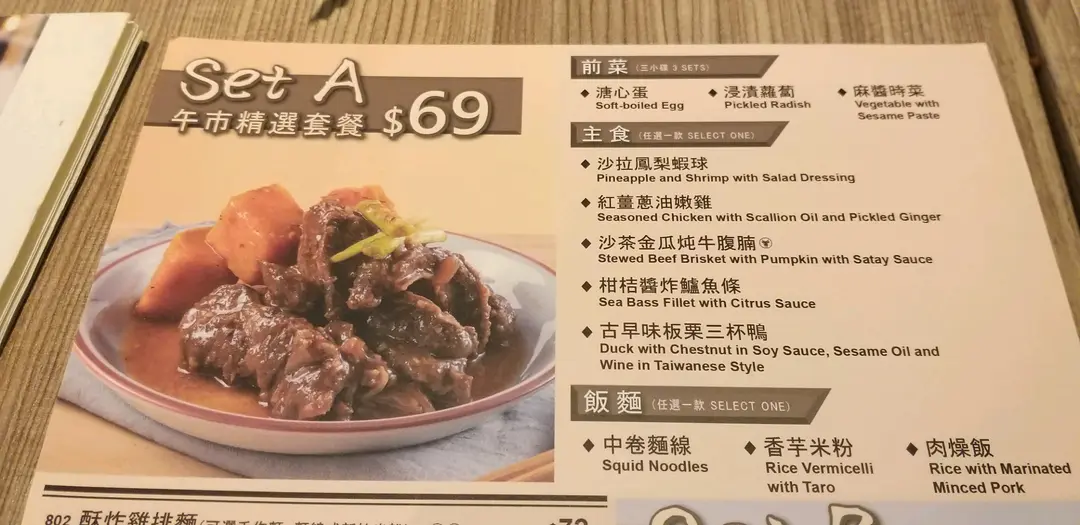 Set A
午市精選套餐 $69
前菜 (三小碟 3 SETS)
◆ 溏心蛋 ◆ 浸漬蘿蔔 ◆ 麻醬時菜
Soft-boiled Egg Pickled Radish Vegetable with
Sesame Paste
主食 (任選一款 SELECT ONE)
◆ 沙拉鳳梨蝦球
Pineapple and Shrimp with Salad Dressing
◆ 紅薑蔥油嫩雞
Seasoned Chicken with Scallion Oil and Pickled Ginger
◆ 沙茶金瓜炖牛腹腩
Stewed Beef Brisket with Pumpkin with Satay Sauce
◆ 柑桔醬炸鱸魚條
Sea Bass Fillet with Citrus Sauce
◆ 古早味板栗三杯鴨
Duck with Chestnut in Soy Sauce, Sesame Oil and
Wine in Taiwanese Style
飯麵 (任選一款 SELECT ONE)
◆ 中卷麵線 ◆ 香芋米粉 ◆ 肉燥飯
Squid Noodles Rice Vermicelli Rice with Marinated
with Taro Minced Pork
802 酥炸雞排麵